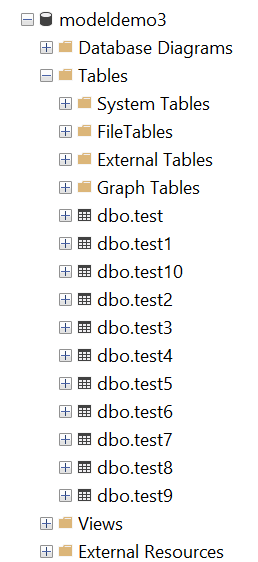 modeldemo3
Database Diagrams
Tables
System Tables
FileTables
External Tables
Graph Tables
dbo.test
dbo.test1
dbo.test10
dbo.test2
dbo.test3
dbo.test4
dbo.test5
dbo.test6
dbo.test7
dbo.test8
dbo.test9
Views
External Resources